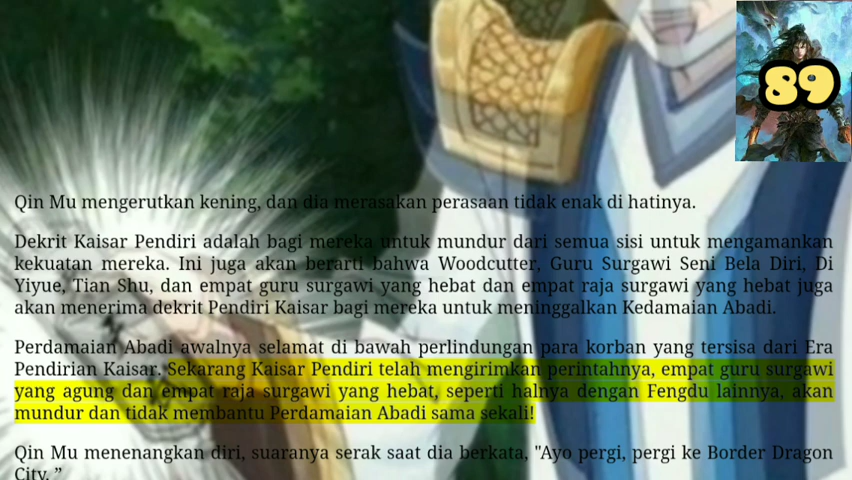 89
Qin Mu mengerutkan kening, dan dia merasakan perasaan tidak enak di hatinya.
Dekrit Kaisar Pendiri adalah bagi mereka untuk mundur dari semua sisi untuk mengamankan
kekuatan mereka. Ini juga akan berarti bahwa Woodcutter, Guru Surgawi Seni Bela Diri, Di
Yiyue, Tian Shu, dan empat guru surgawi yang hebat dan empat raja surgawi yang hebat juga
akan menerima dekrit Pendiri Kaisar bagi mereka untuk meninggalkan Kedamaian Abadi.
Perdamaian Abadi awalnya selamat di bawah perlindungan para korban yang tersisa dari Era
Pendirian Kaisar. Sekarang Kaisar Pendiri telah mengirimkan perintahnya, empat guru surgawi
yang agung dan empat raja surgawi yang hebat, seperti halnya dengan Fengdu lainnya, akan
mundur dan tidak membantu Perdamaian Abadi sama sekali!
Qin Mu menenangkan diri, suaranya serak saat dia berkata, "Ayo pergi, pergi ke Border Dragon
City. ”